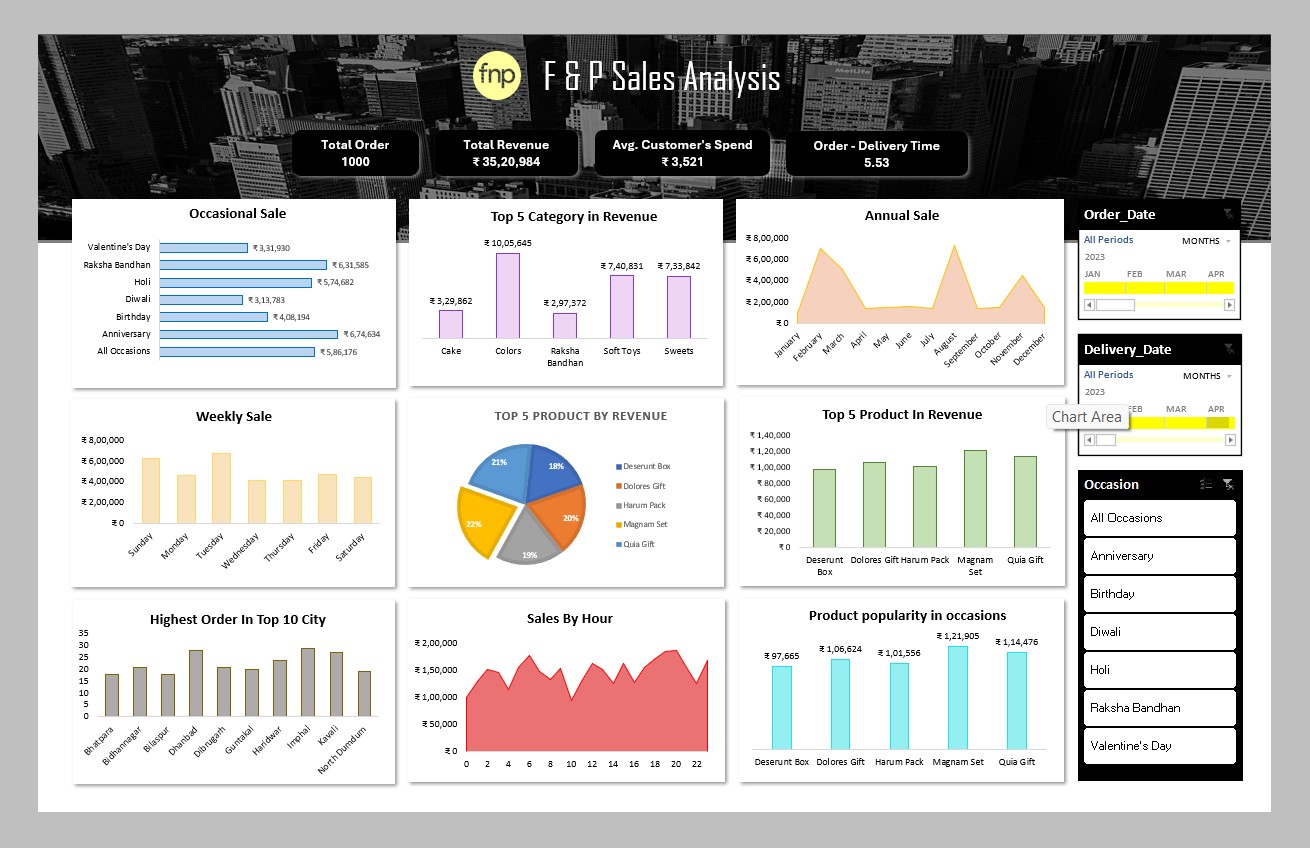 fnp
F & P Sales Analysis
MetLife
Total Order
1000
Total Revenue
₹ 35,20,984
Avg. Customer's Spend
₹ 3,521
Order - Delivery Time
5.53
Occasional Sale
Valentine's Day
₹ 3,31,930
Raksha Bandhan
₹ 6,31,585
Holi
₹ 5,74,682
Diwali
₹ 3,13,783
Birthday
₹ 4,08,194
Anniversary
₹ 6,74,634
All Occasions
₹ 5,86,176
Top 5 Category in Revenue
₹ 3,29,862
₹ 10,05,645
₹ 2,97,372
₹ 7,40,831
₹ 7,33,842
Cake
Colors
Raksha
Bandhan
Soft Toys
Sweets
Annual Sale
₹ 8,00,000
₹ 6,00,000
₹ 4,00,000
₹ 2,00,000
₹ 0
January
February
March
April
May
June
July
August
September
October
November
December
Order_Date
All Periods
MONTHS
2023
JAN
FEB
MAR
APR
Delivery_Date
All Periods
MONTHS
2023
FEB
MAR
APR
Chart Area
Weekly Sale
₹ 8,00,000
₹ 6,00,000
₹ 4,00,000
₹ 2,00,000
₹ 0
Sunday
Monday
Tuesday
Wednesday
Thursday
Friday
Saturday
TOP 5 PRODUCT BY REVENUE
21%
18%
22%
20%
19%
Deserunt Box
Dolores Gift
Harum Pack
Magnam Set
Quia Gift
Top 5 Product In Revenue
₹ 1,40,000
₹ 1,20,000
₹ 1,00,000
₹ 80,000
₹ 60,000
₹ 40,000
₹ 20,000
₹ 0
Deserunt
Box
Dolores Gift
Harum Pack
Magnam
Set
Quia Gift
Occasion
All Occasions
Anniversary
Birthday
Diwali
Holi
Raksha Bandhan
Valentine's Day
Highest Order In Top 10 City
35
30
25
20
15
10
5
0
Bhatpara
Bidhannagar
Bilaspur
Dhanbad
Dibrugarh
Guntakal
Haridwar
Imphal
Kavali
North Dumdum
Sales By Hour
₹ 2,00,000
₹ 1,50,000
₹ 1,00,000
₹ 50,000
₹ 0
0 2 4 6 8 10 12 14 16 18 20 22
Product popularity in occasions
₹ 97,665
₹ 1,06,624
₹ 1,01,556
₹ 1,21,905
₹ 1,14,476
Deserunt Box
Dolores Gift
Harum Pack
Magnam Set
Quia Gift